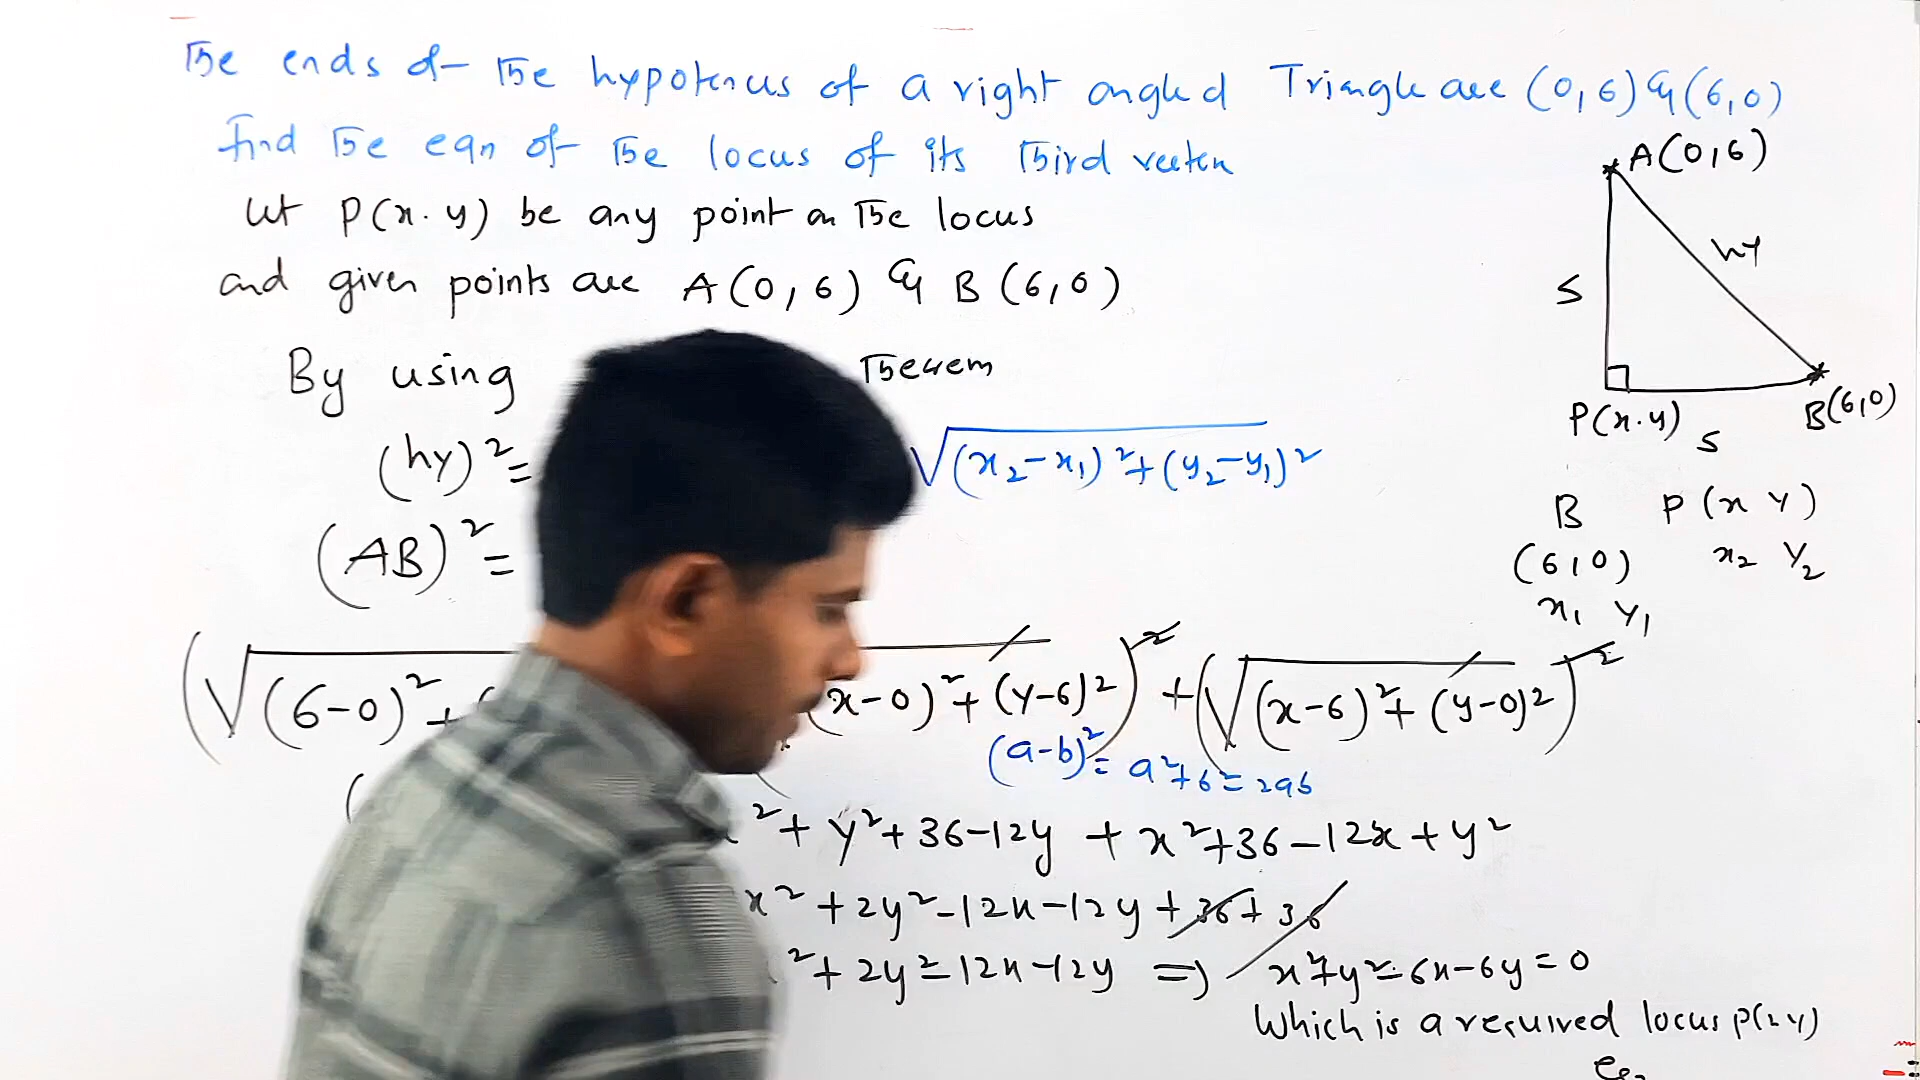 The ends of the hypotenus of a right angled Triangle are (0,6) & (6,0)
find the eqn of the locus of its third vertex
let P(x.y) be any point on the locus
and given points are A(0,6) & B(6,0)
By using Theorem
(hy)²=
√(x₂-x₁)²+(y₂-y₁)²
(AB)²=
(√(6-0)²+
(x-0)²+(y-6)²)²+(√(x-6)²+(y-0)²)²
(a-b)²=a²+b²=2ab
²+y²+36-12y+x²+36-12x+y²
x²+2y²-12x-12y+36+36
²+2y²-12x-12y => x²+y²-6x-6y=0
Which is a required locus P(x y)
A(0,6)
hy
S
P(x.y)
S
B(6,0)
B P(x y)
(6,0) x₂ y₂
x₁ y₁